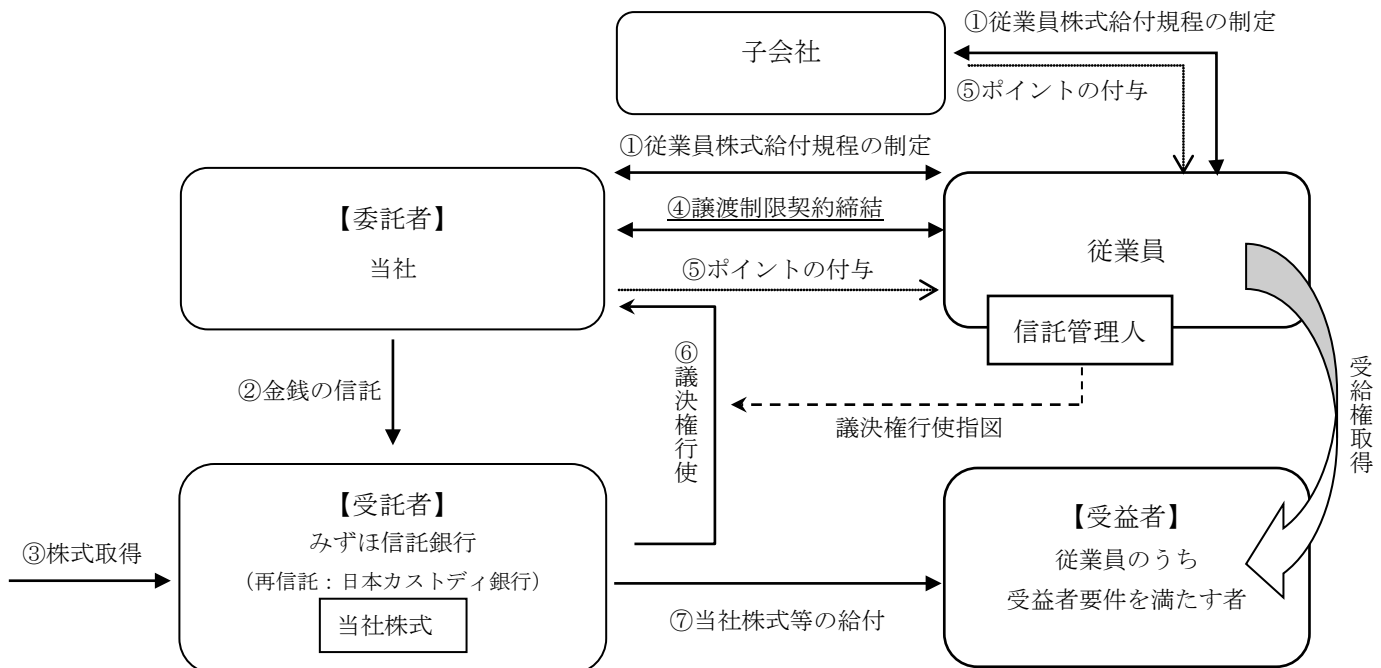 ①従業員株式給付規程の制定
子会社
⑤ポイントの付与
①従業員株式給付規程の制定
【委託者】
当社
④譲渡制限契約締結
従業員
⑤ポイントの付与
信託管理人
②金銭の信託
⑥議決権行使
議決権行使指図
受給権取得
【受託者】
みずほ信託銀行
(再信託:日本カストディ銀行)
当社株式
③株式取得
⑦当社株式等の給付
【受益者】
従業員のうち
受益者要件を満たす者